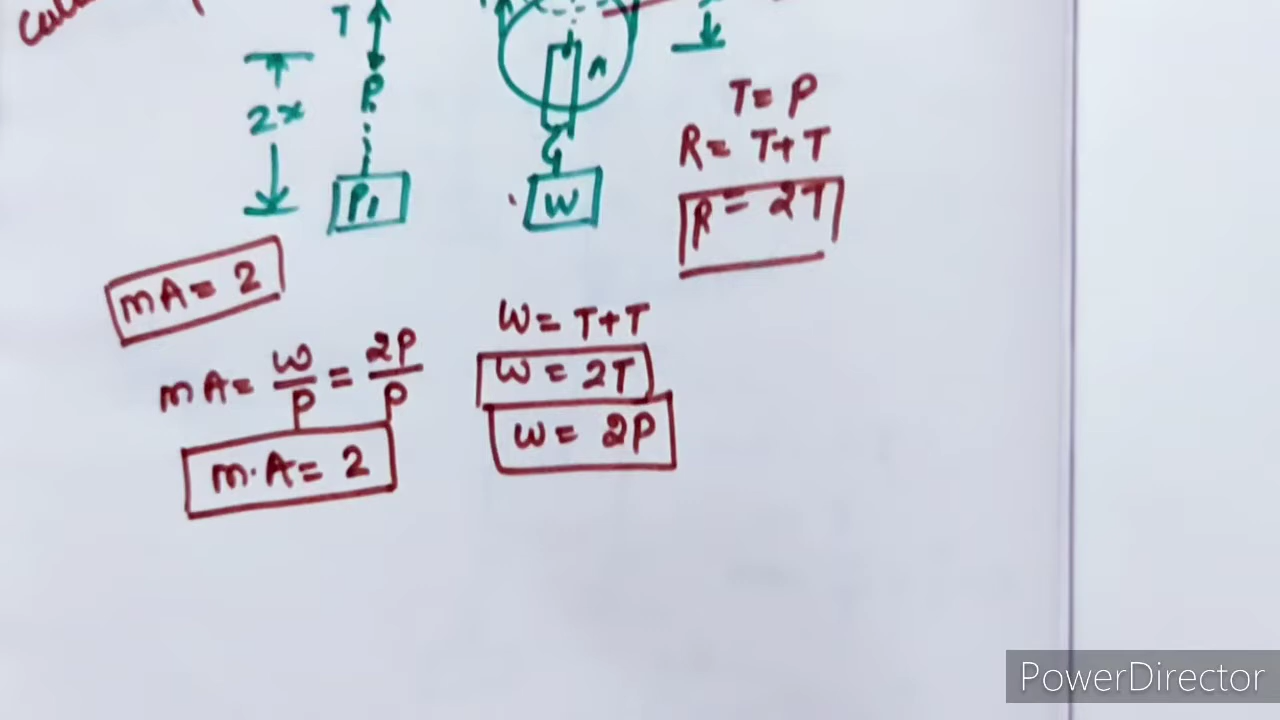 T
P
2x
A
P1
W
T = P
R = T+T
R = 2T
mA = 2
mA = W/P = 2P/P
m.A = 2
W = T+T
W = 2T
W = 2P
PowerDirector